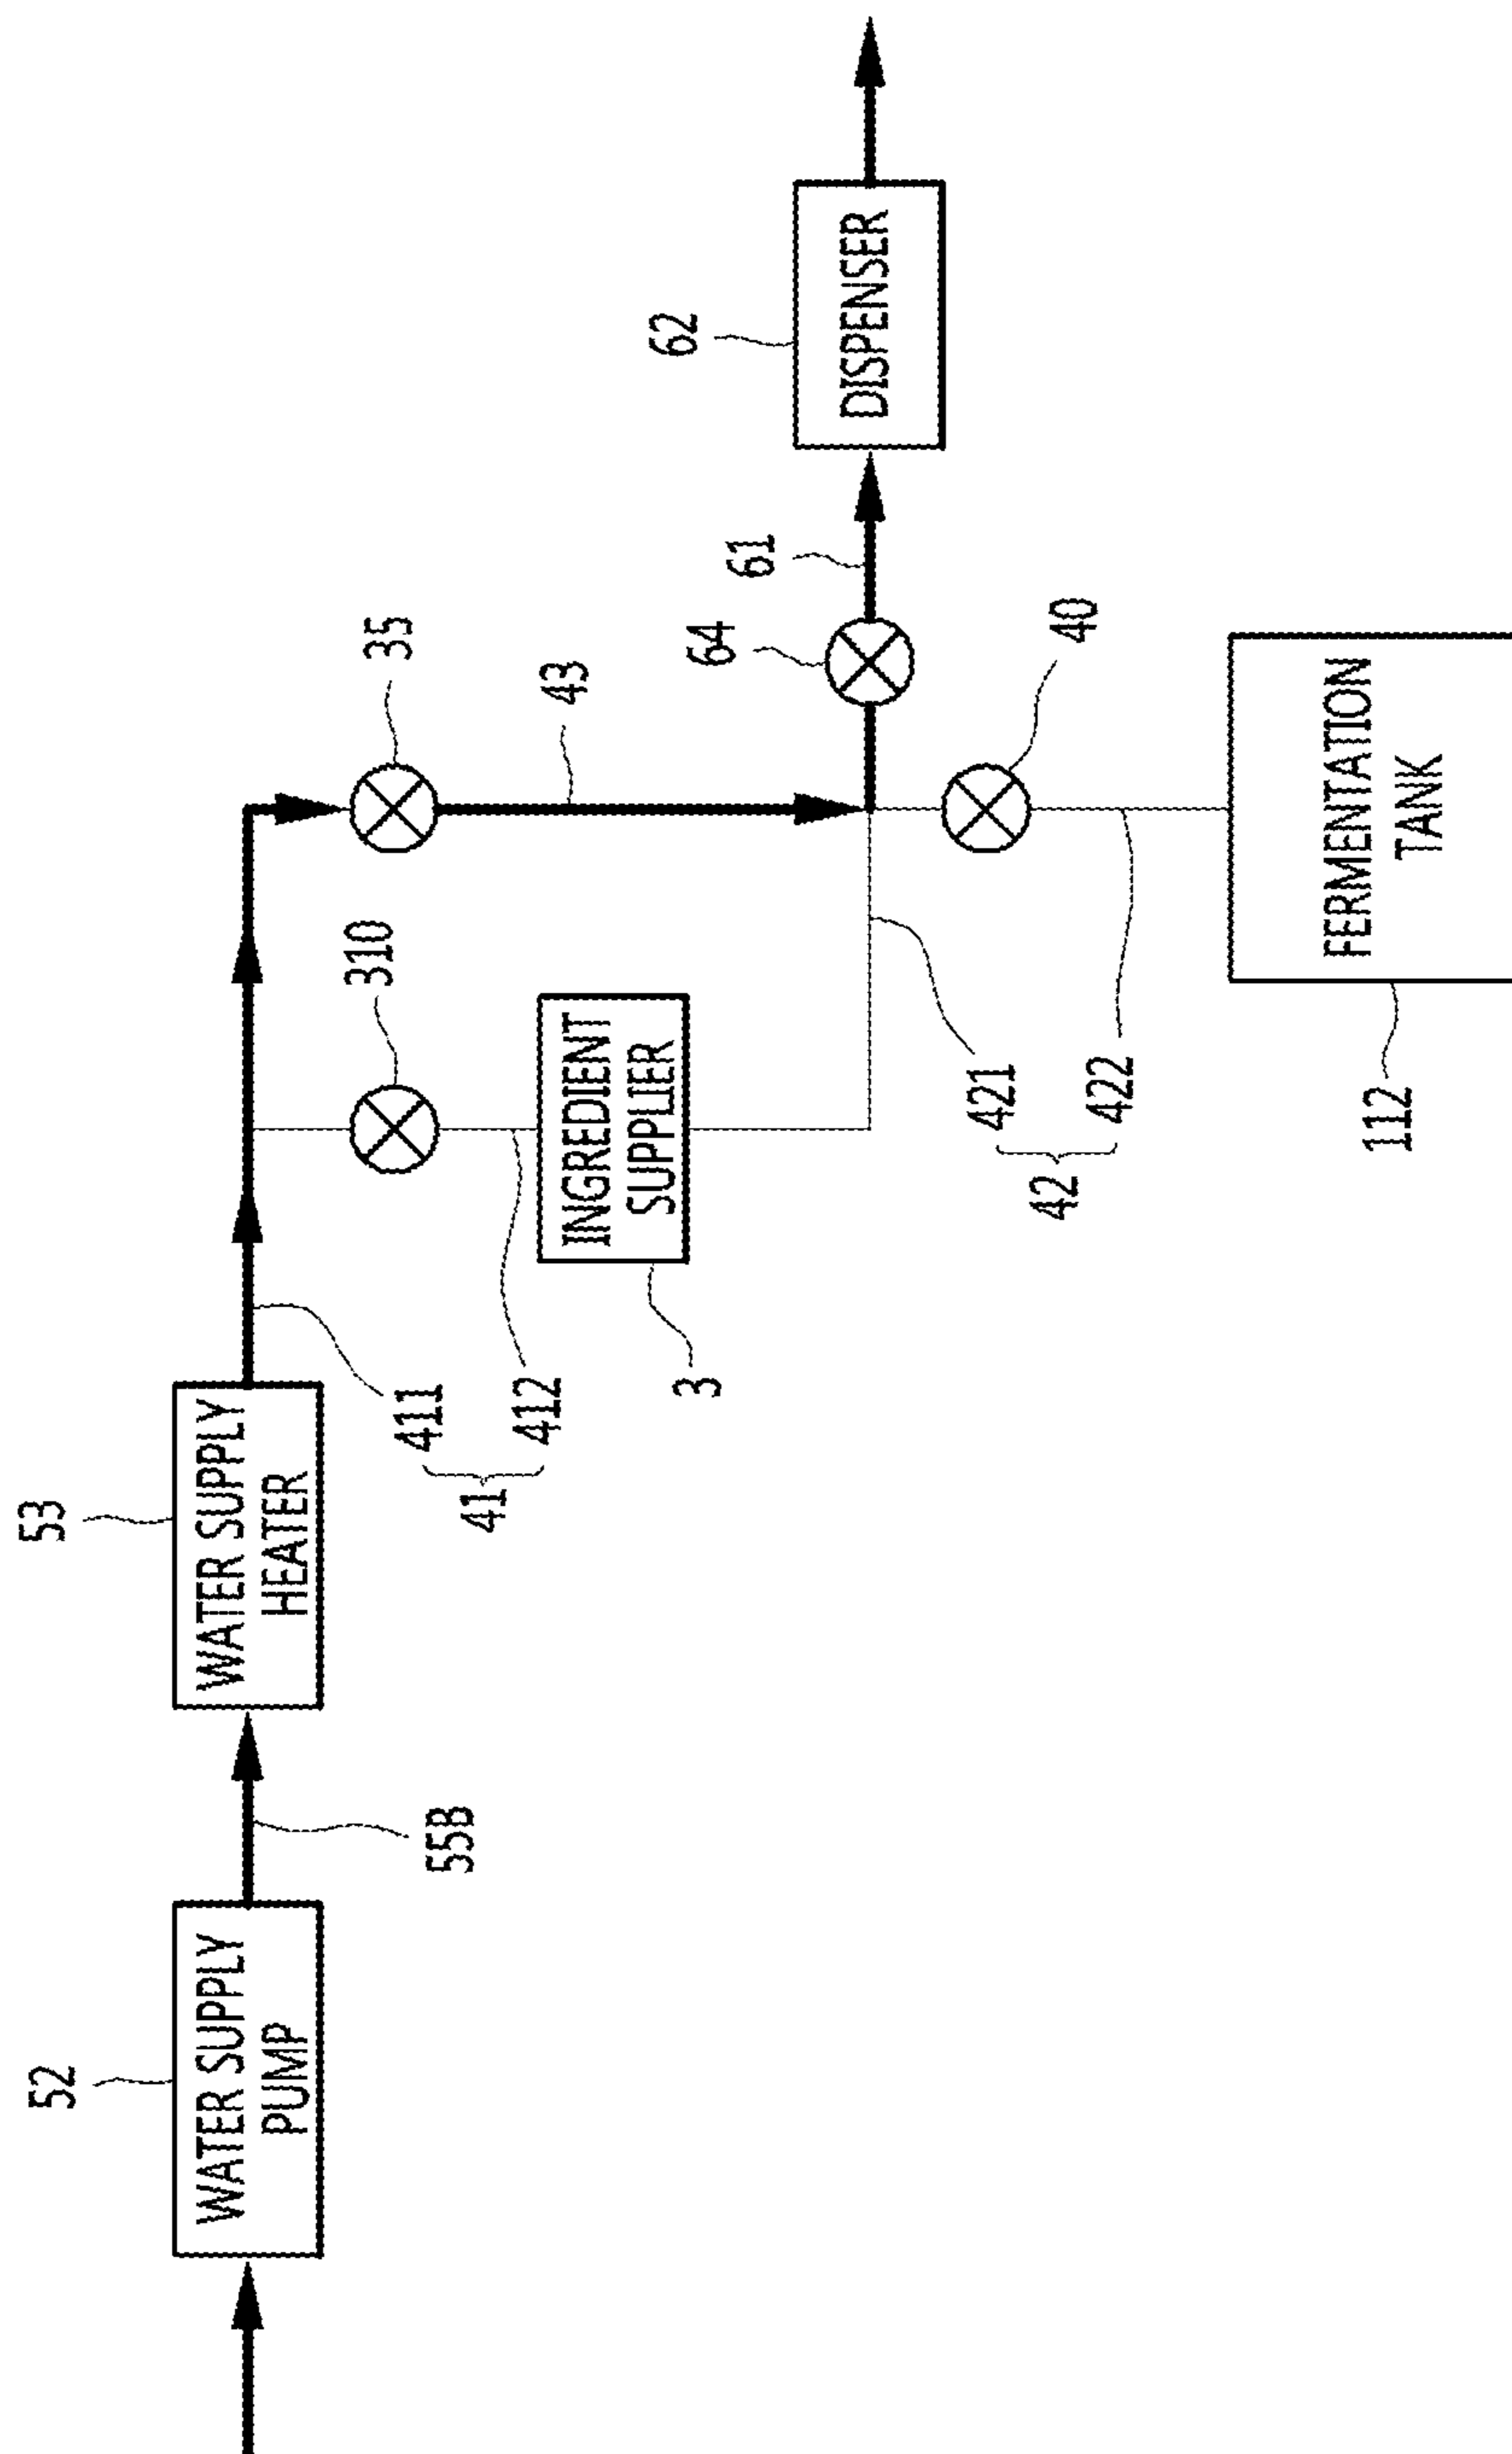 52
53
WATER SUPPLY
PUMP
WATER SUPPLY
HEATER
310
35
55B
411
412
41
43
INGREDIENT
SUPPLIER
3
62
64
61
DISPENSER
421
422
42
40
112
FERMENTATION
TANK